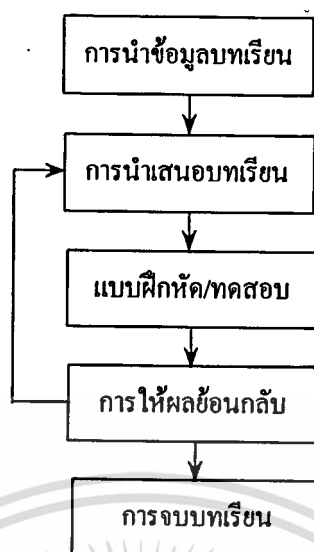 การนำข้อมูลบทเรียน
การนำเสนอบทเรียน
แบบฝึกหัด/ทดสอบ
การให้ผลย้อนกลับ
การจบบทเรียน